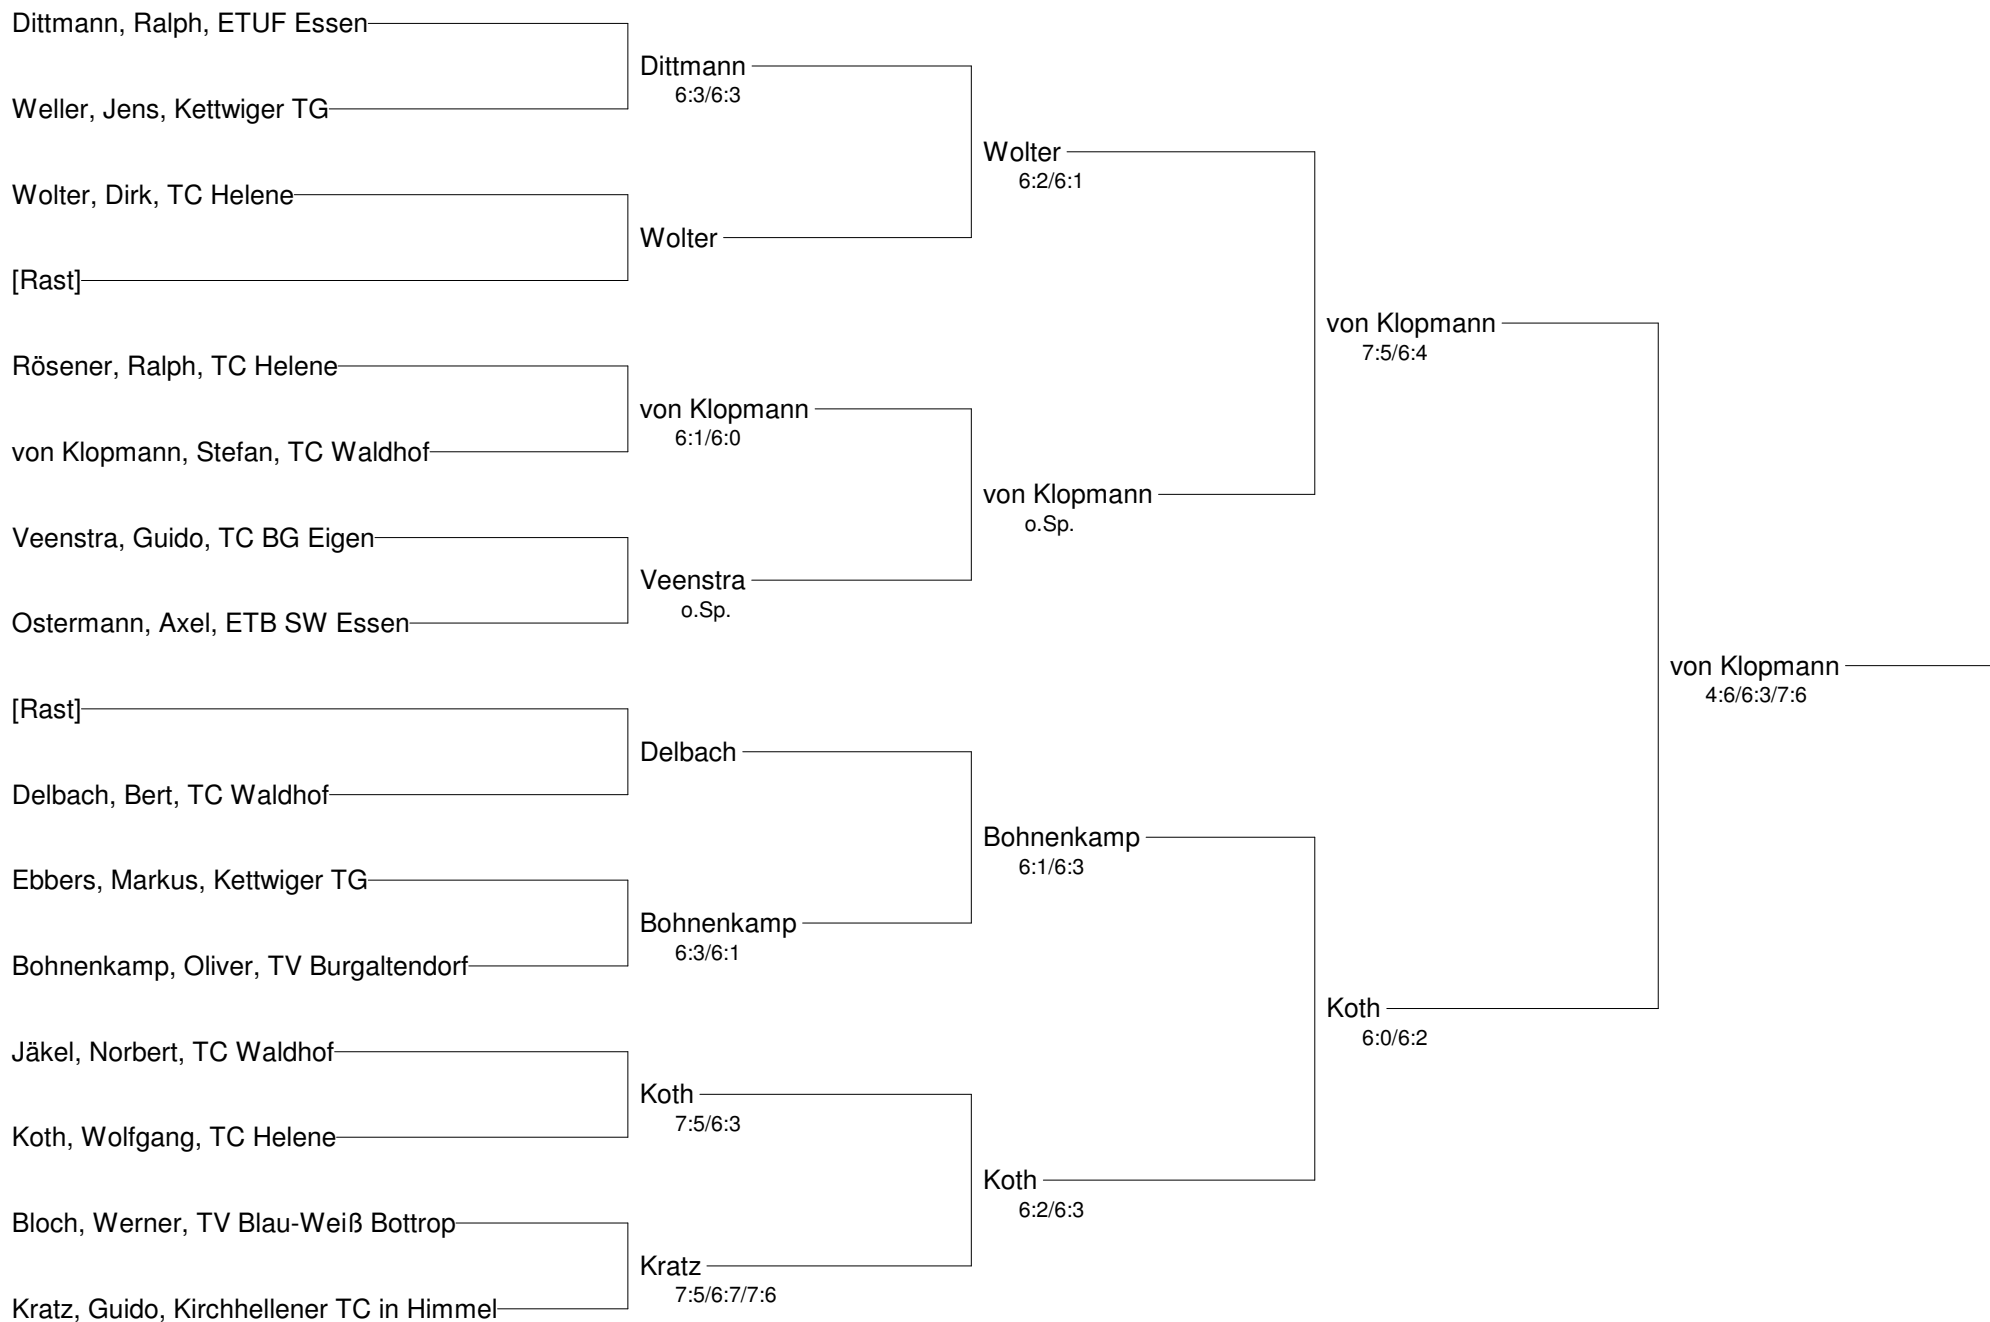 Dittmann, Ralph, ETUF Essen
Weller, Jens, Kettwiger TG
Wolter, Dirk, TC Helene
[Rast]
Rösener, Ralph, TC Helene
von Klopmann, Stefan, TC Waldhof
Veenstra, Guido, TC BG Eigen
Ostermann, Axel, ETB SW Essen
[Rast]
Delbach, Bert, TC Waldhof
Ebbers, Markus, Kettwiger TG
Bohnenkamp, Oliver, TV Burgaltendorf
Jäkel, Norbert, TC Waldhof
Koth, Wolfgang, TC Helene
Bloch, Werner, TV Blau-Weiß Bottrop
Kratz, Guido, Kirchhellener TC in Himmel
Dittmann
6:3/6:3
Wolter
von Klopmann
6:1/6:0
Veenstra
o.Sp.
Delbach
Bohnenkamp
6:3/6:1
Koth
7:5/6:3
Kratz
7:5/6:7/7:6
Wolter
6:2/6:1
von Klopmann
o.Sp.
Bohnenkamp
6:1/6:3
Koth
6:2/6:3
von Klopmann
7:5/6:4
Koth
6:0/6:2
von Klopmann
4:6/6:3/7:6